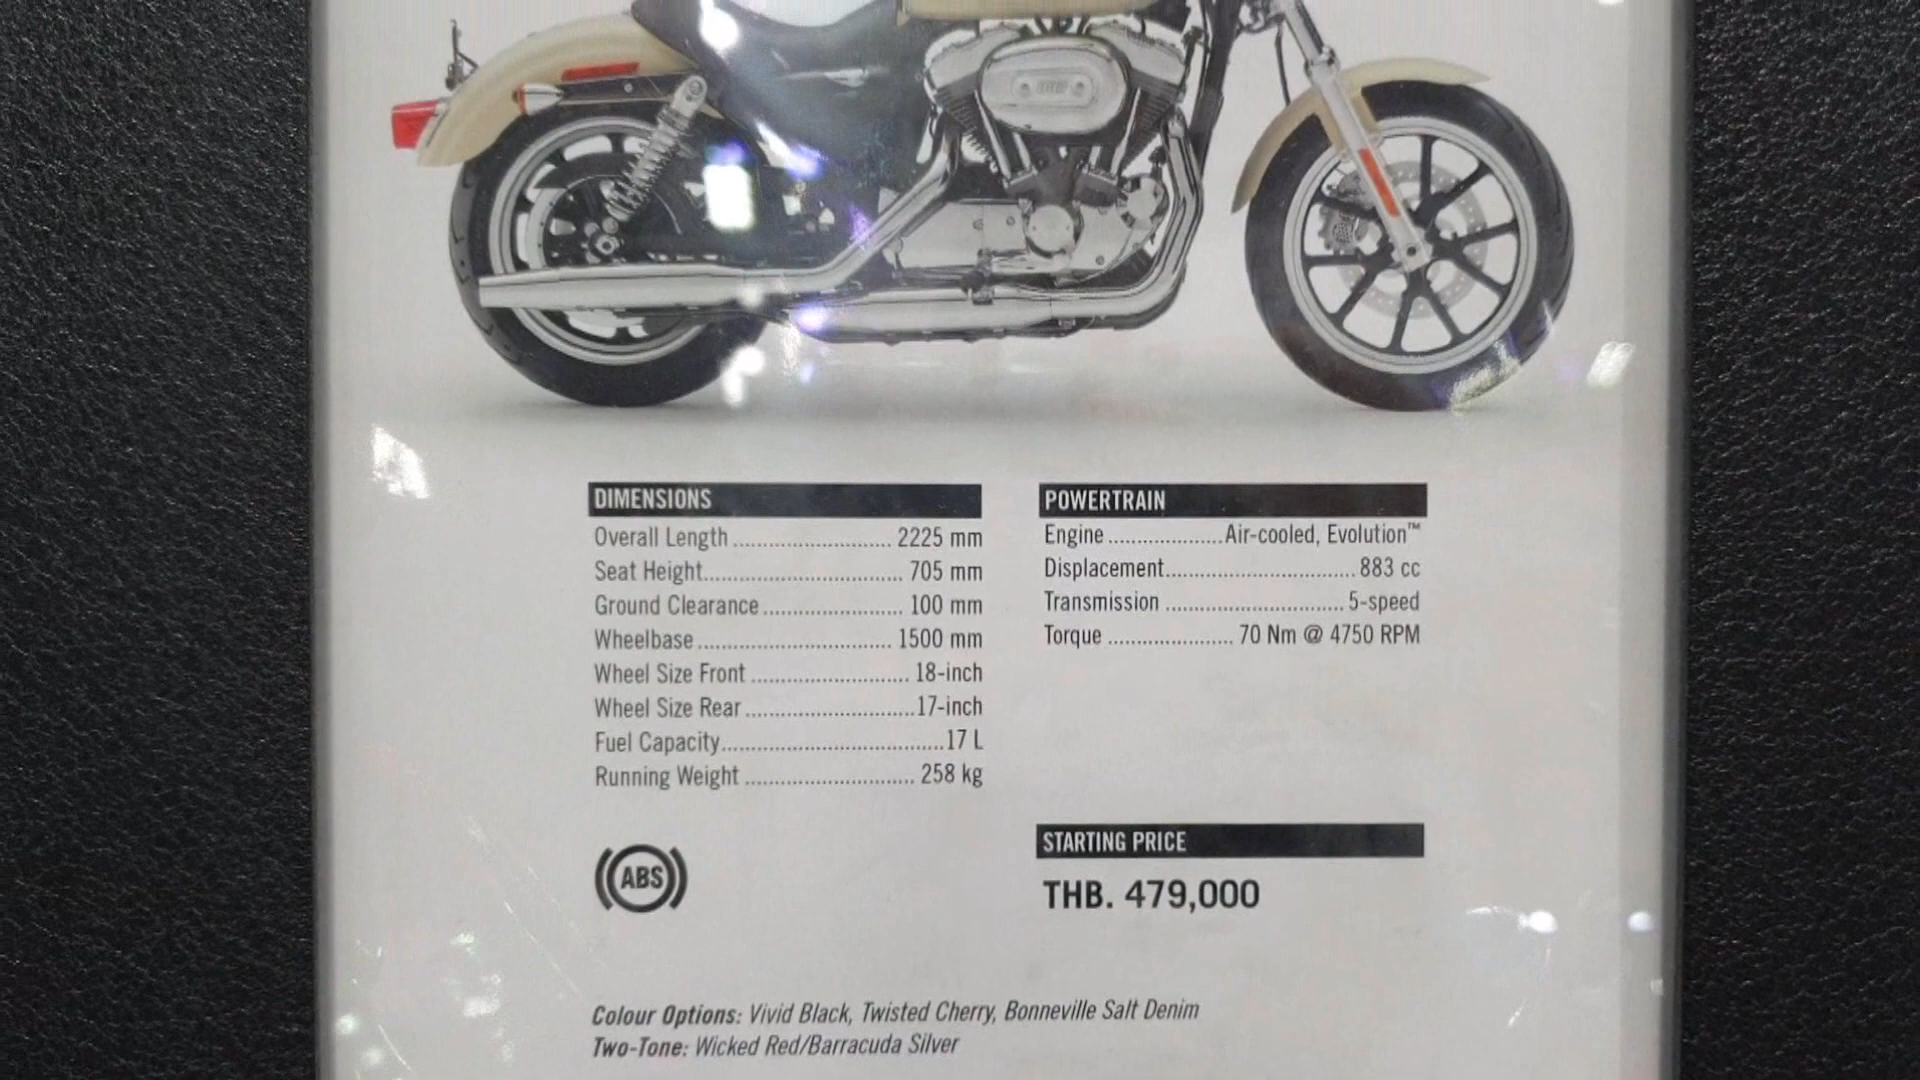 DIMENSIONS
Overall Length ............................ 2225 mm
Seat Height................................... 705 mm
Ground Clearance ........................ 100 mm
Wheelbase .................................. 1500 mm
Wheel Size Front ............................ 18-inch
Wheel Size Rear .............................17-inch
Fuel Capacity.......................................17 L
Running Weight .............................. 258 kg
POWERTRAIN
Engine ....................Air-cooled, Evolution™
Displacement................................. 883 cc
Transmission ............................... 5-speed
Torque ...................... 70 Nm @ 4750 RPM
ABS
STARTING PRICE
THB. 479,000
Colour Options: Vivid Black, Twisted Cherry, Bonneville Salt Denim
Two-Tone: Wicked Red/Barracuda Silver